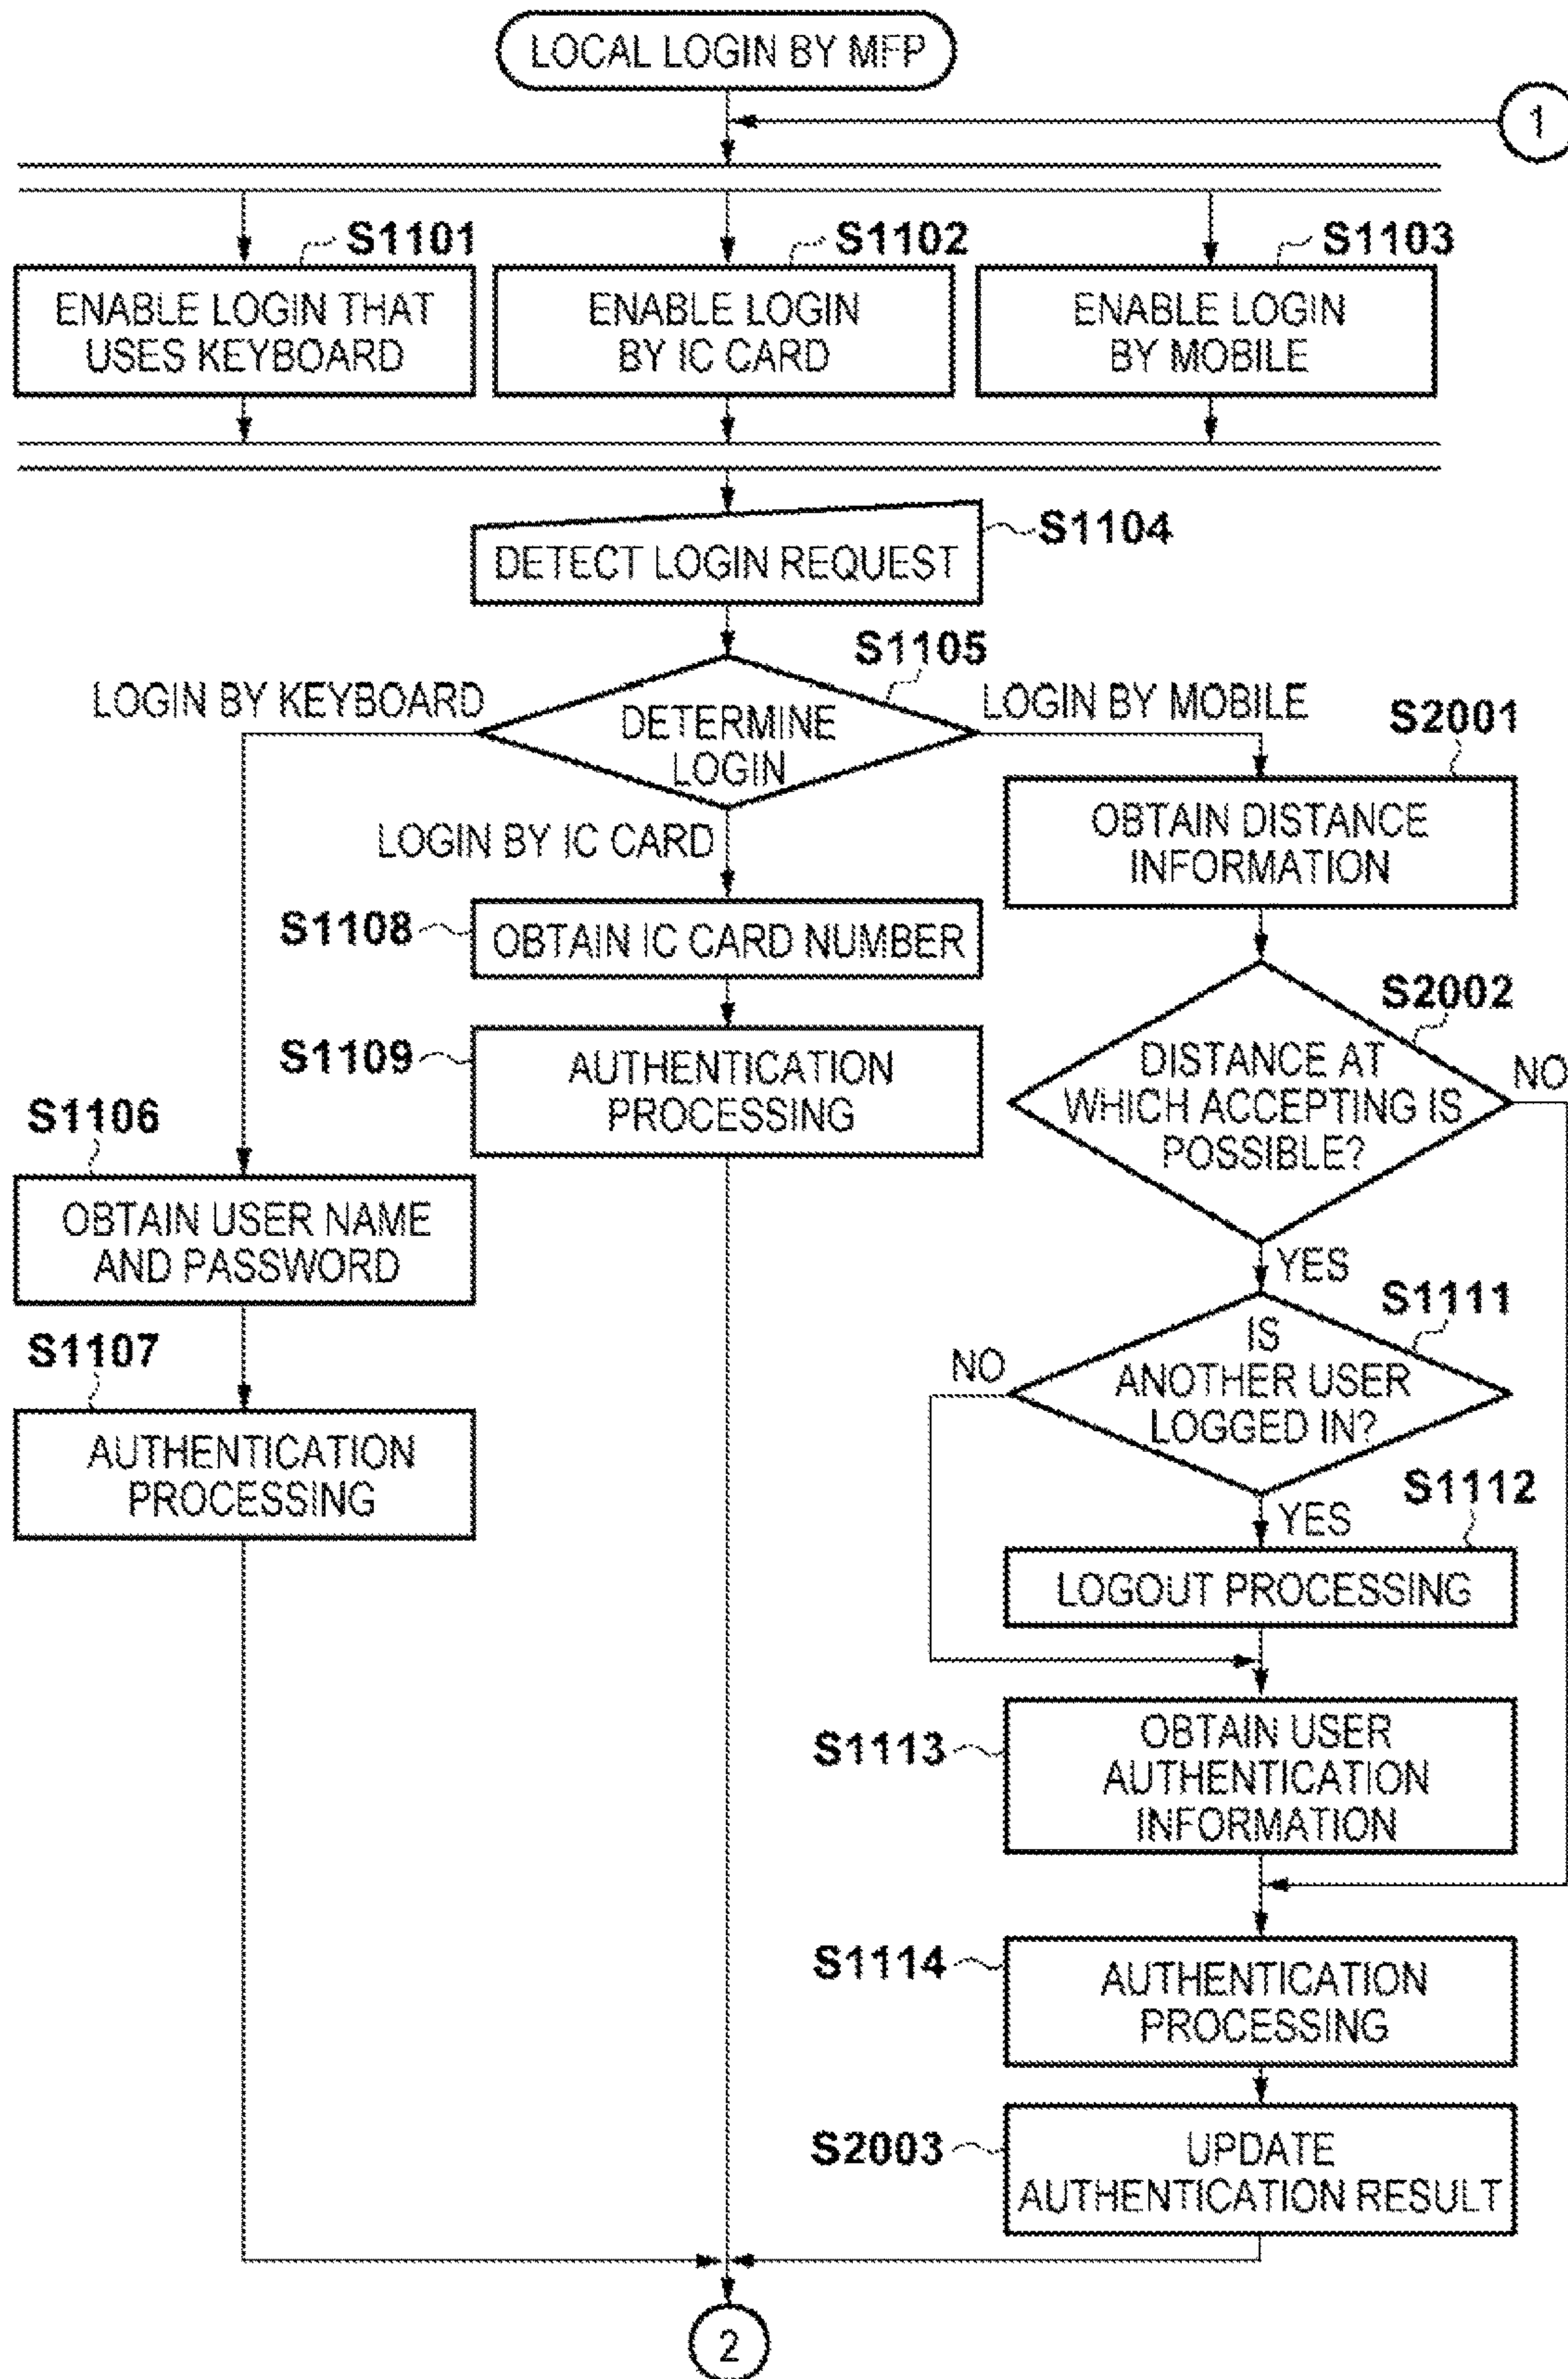 LOCAL LOGIN BY MFP
1
S1101
S1102
S1103
ENABLE LOGIN THAT
USES KEYBOARD
ENABLE LOGIN
BY IC CARD
ENABLE LOGIN
BY MOBILE
S1104
DETECT LOGIN REQUEST
S1105
LOGIN BY KEYBOARD
DETERMINE
LOGIN
LOGIN BY MOBILE
S2001
OBTAIN DISTANCE
INFORMATION
LOGIN BY IC CARD
S1108
OBTAIN IC CARD NUMBER
S2002
DISTANCE AT
WHICH ACCEPTING IS
POSSIBLE?
NO
S1109
AUTHENTICATION
PROCESSING
S1106
OBTAIN USER NAME
AND PASSWORD
YES
S1111
IS
ANOTHER USER
LOGGED IN?
NO
S1107
AUTHENTICATION
PROCESSING
YES
S1112
LOGOUT PROCESSING
S1113
OBTAIN USER
AUTHENTICATION
INFORMATION
S1114
AUTHENTICATION
PROCESSING
S2003
UPDATE
AUTHENTICATION RESULT
2